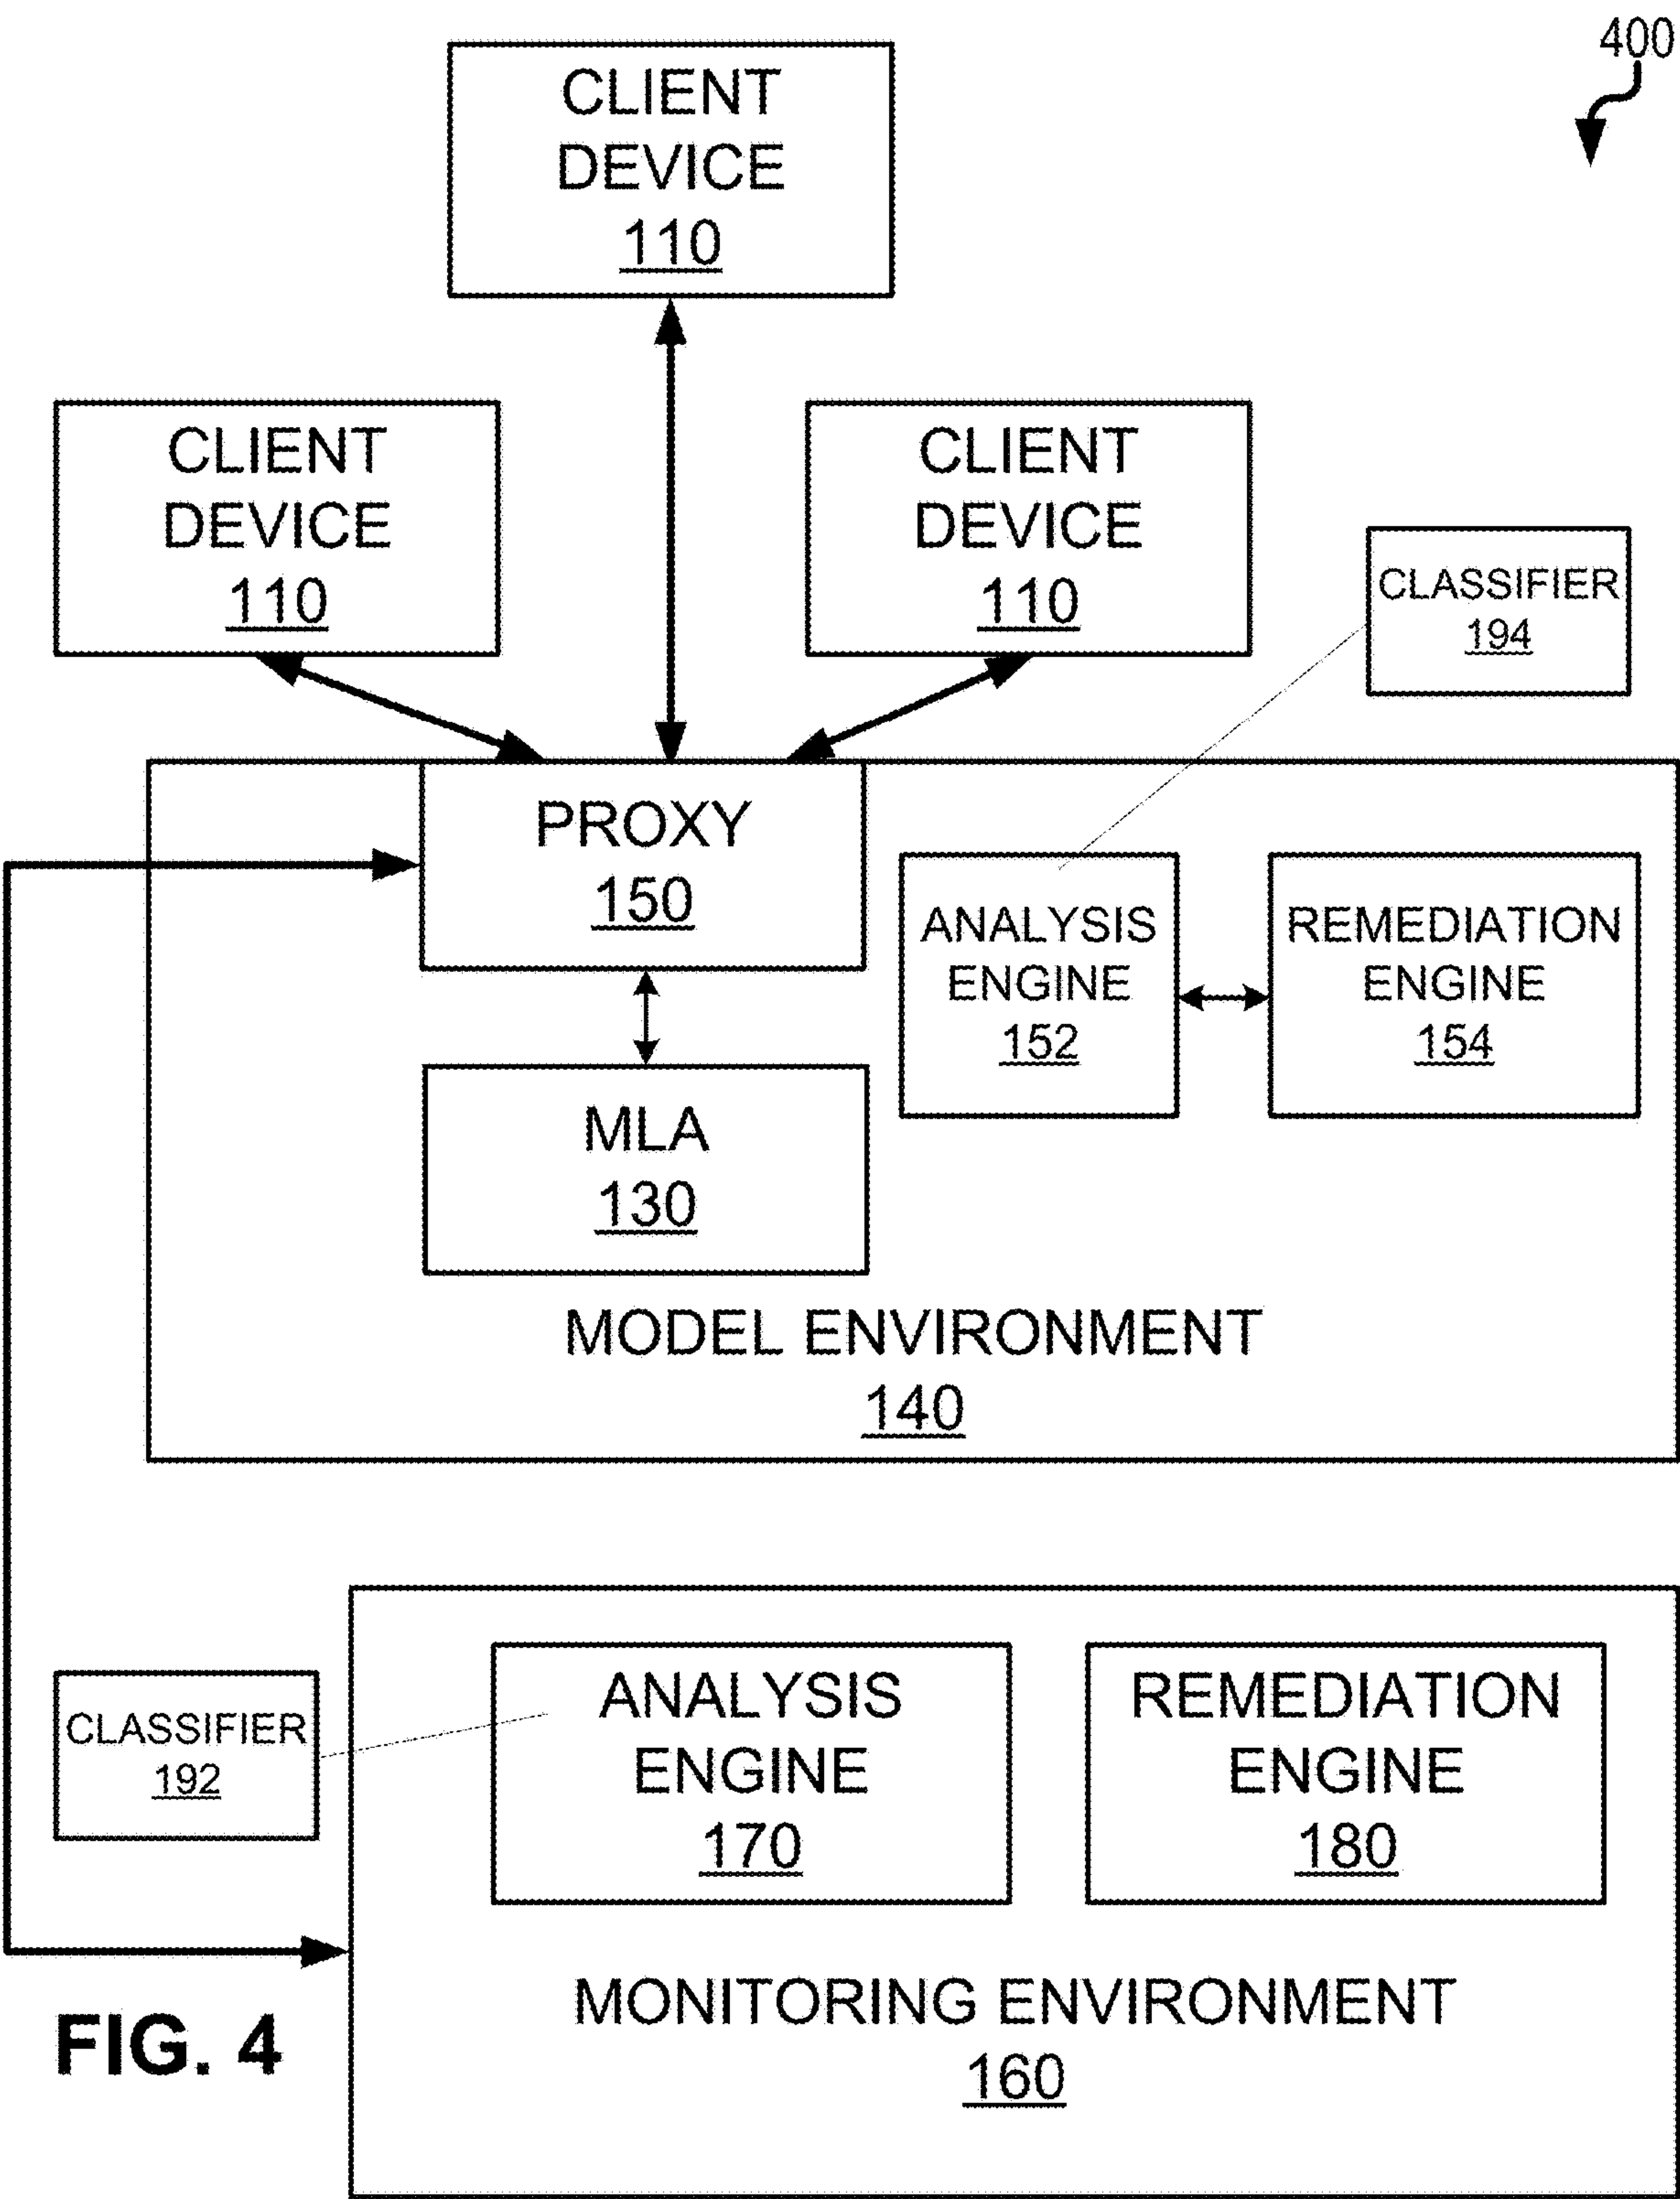 400
CLIENT
DEVICE
110
CLIENT
DEVICE
110
CLIENT
DEVICE
110
CLASSIFIER
194
PROXY
150
ANALYSIS
ENGINE
152
REMEDIATION
ENGINE
154
MLA
130
MODEL ENVIRONMENT
140
CLASSIFIER
192
ANALYSIS
ENGINE
170
REMEDIATION
ENGINE
180
MONITORING ENVIRONMENT
160
FIG. 4